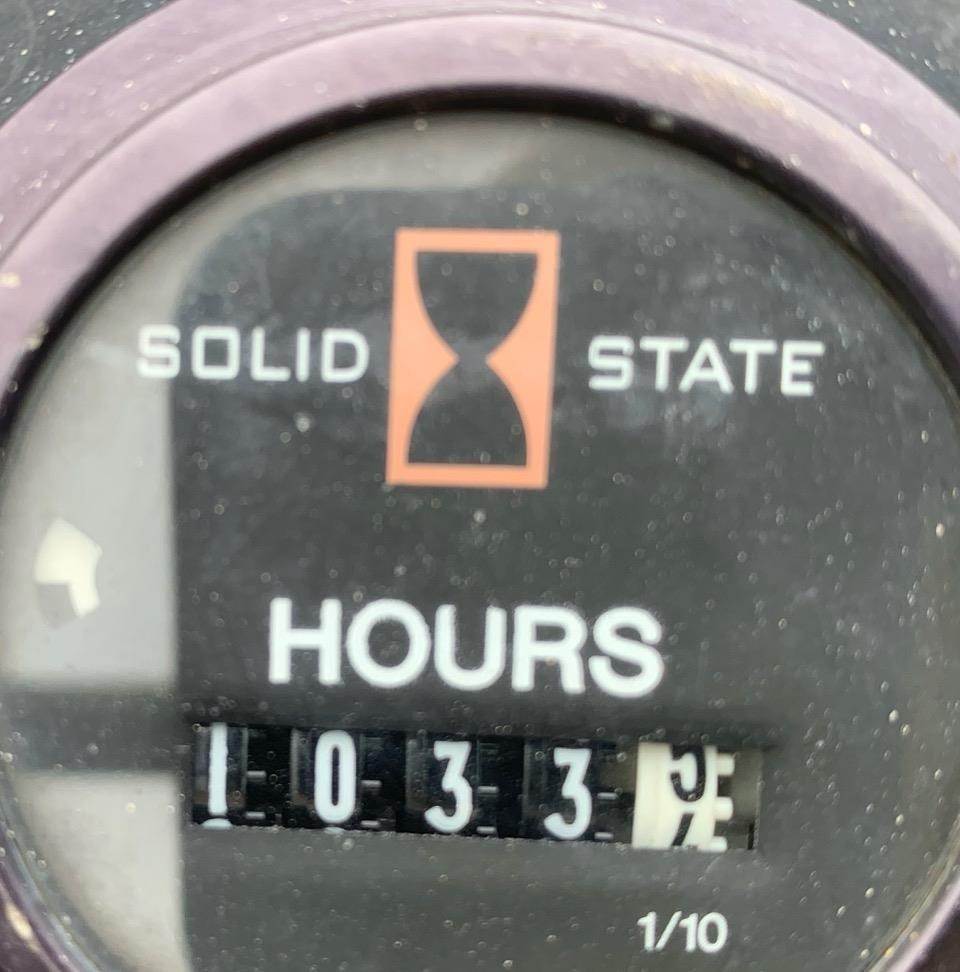 SOLID STATE
HOURS
1033
1/10